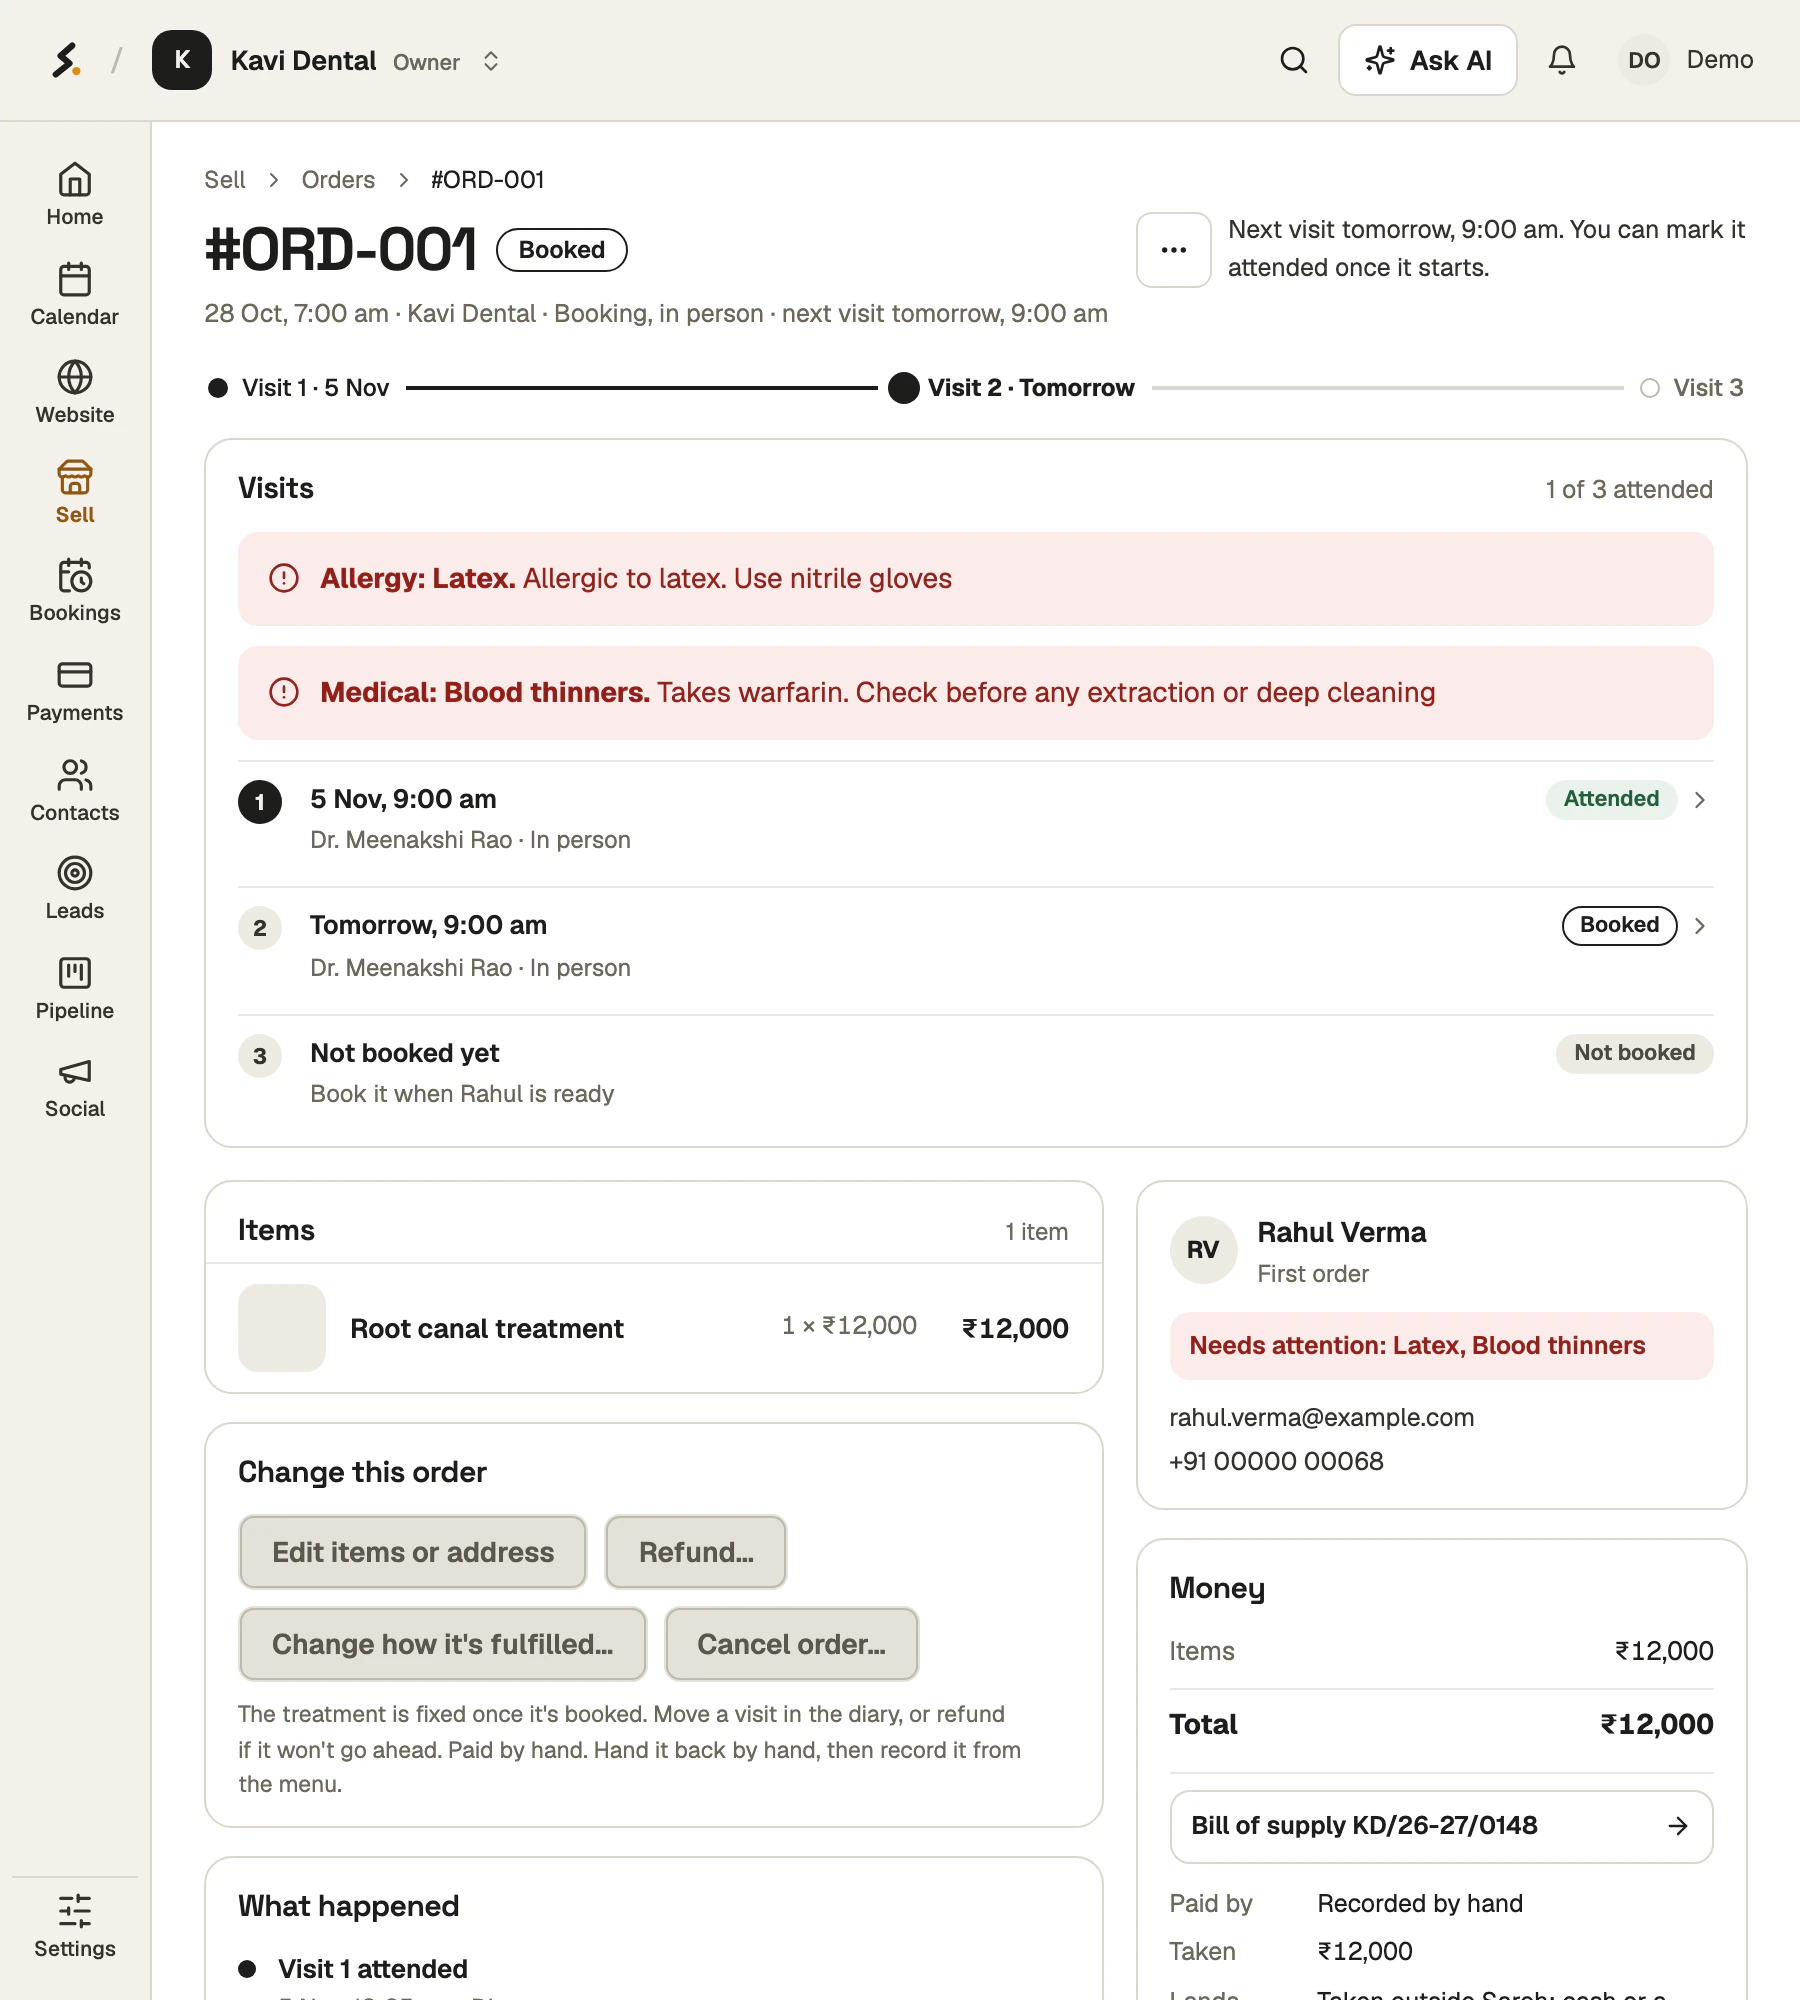 / K Kavi Dental Owner
Ask AI
DO Demo
Home
Calendar
Website
Sell
Bookings
Payments
Contacts
Leads
Pipeline
Social
Settings
Sell > Orders > #ORD-001
#ORD-001 Booked
28 Oct, 7:00 am · Kavi Dental · Booking, in person · next visit tomorrow, 9:00 am
Next visit tomorrow, 9:00 am. You can mark it
attended once it starts.
Visit 1 · 5 Nov
Visit 2 · Tomorrow
Visit 3
Visits
1 of 3 attended
Allergy: Latex. Allergic to latex. Use nitrile gloves
Medical: Blood thinners. Takes warfarin. Check before any extraction or deep cleaning
1 5 Nov, 9:00 am Attended
Dr. Meenakshi Rao · In person
2 Tomorrow, 9:00 am Booked
Dr. Meenakshi Rao · In person
3 Not booked yet Not booked
Book it when Rahul is ready
Items 1 item
Root canal treatment 1 × ₹12,000 ₹12,000
Change this order
Edit items or address
Refund...
Change how it's fulfilled...
Cancel order...
The treatment is fixed once it's booked. Move a visit in the diary, or refund
if it won't go ahead. Paid by hand. Hand it back by hand, then record it from
the menu.
What happened
Visit 1 attended
RV Rahul Verma
First order
Needs attention: Latex, Blood thinners
rahul.verma@example.com
+91 00000 00068
Money
Items ₹12,000
Total ₹12,000
Bill of supply KD/26-27/0148
Paid by Recorded by hand
Taken ₹12,000